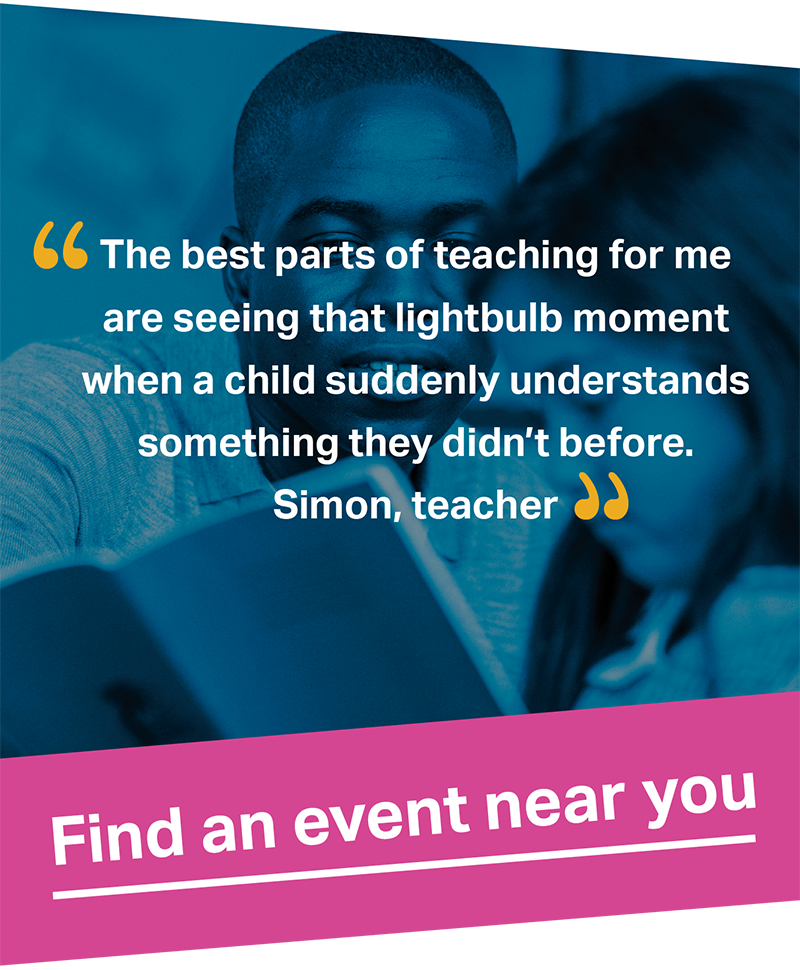 “ The best parts of teaching for me
are seeing that lightbulb moment
when a child suddenly understands
something they didn’t before.
Simon, teacher ”
Find an event near you